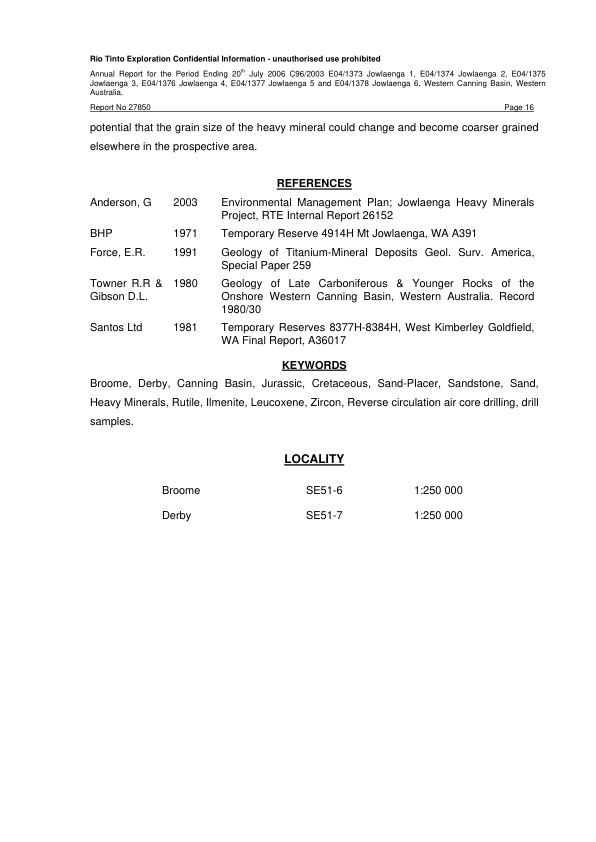 Rio Tinto Exploration Confidential Information - unauthorised use prohibited
Annual Report for the Period Ending 20th July 2006 C96/2003 E04/1373 Jowlaenga 1, E04/1374 Jowlaenga 2, E04/1375
Jowlaenga 3, E04/1376 Jowlaenga 4, E04/1377 Jowlaenga 5 and E04/1378 Jowlaenga 6, Western Canning Basin, Western
Australia.
Report No 27850 Page 16
potential that the grain size of the heavy mineral could change and become coarser grained
elsewhere in the prospective area.
REFERENCES
Anderson, G 2003 Environmental Management Plan; Jowlaenga Heavy Minerals
Project, RTE Internal Report 26152
BHP 1971 Temporary Reserve 4914H Mt Jowlaenga, WA A391
Force, E.R. 1991 Geology of Titanium-Mineral Deposits Geol. Surv. America,
Special Paper 259
Towner R.R & 1980 Geology of Late Carboniferous & Younger Rocks of the
Gibson D.L. Onshore Western Canning Basin, Western Australia. Record
1980/30
Santos Ltd 1981 Temporary Reserves 8377H-8384H, West Kimberley Goldfield,
WA Final Report, A36017
KEYWORDS
Broome, Derby, Canning Basin, Jurassic, Cretaceous, Sand-Placer, Sandstone, Sand,
Heavy Minerals, Rutile, Ilmenite, Leucoxene, Zircon, Reverse circulation air core drilling, drill
samples.
LOCALITY
Broome SE51-6 1:250 000
Derby SE51-7 1:250 000